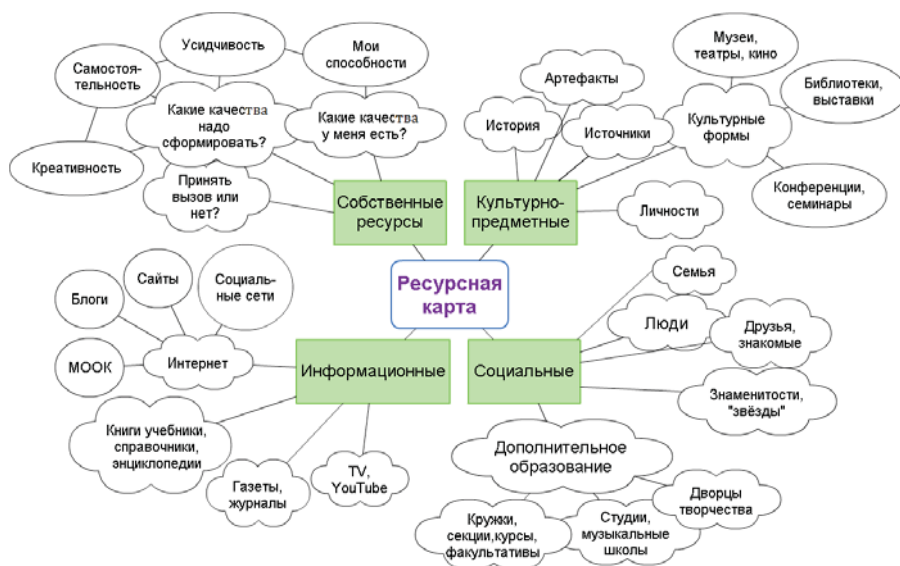 Усидчивость
Мои
способности
Самостоя-
тельность
Какие качества
надо
сформировать?
Какие качества
у меня есть?
Креативность
Принять
вызов или
нет?
Собственные
ресурсы
Музеи,
театры, кино
Артефакты
Библиотеки,
выставки
История
Источники
Культурные
формы
Конференции,
семинары
Культурно-
предметные
Личности
Ресурсная
карта
Сайты
Социаль-
ные сети
Блоги
Интернет
МООК
Информационные
Книги учебники,
справочники,
энциклопедии
Газеты,
журналы
TV,
YouTube
Семья
Люди
Друзья,
знакомые
Социальные
Знаменитости,
"звёзды"
Дополнительное
образование
Дворцы
творчества
Кружки,
секции,курсы,
факультативы
Студии,
музыкальные
школы